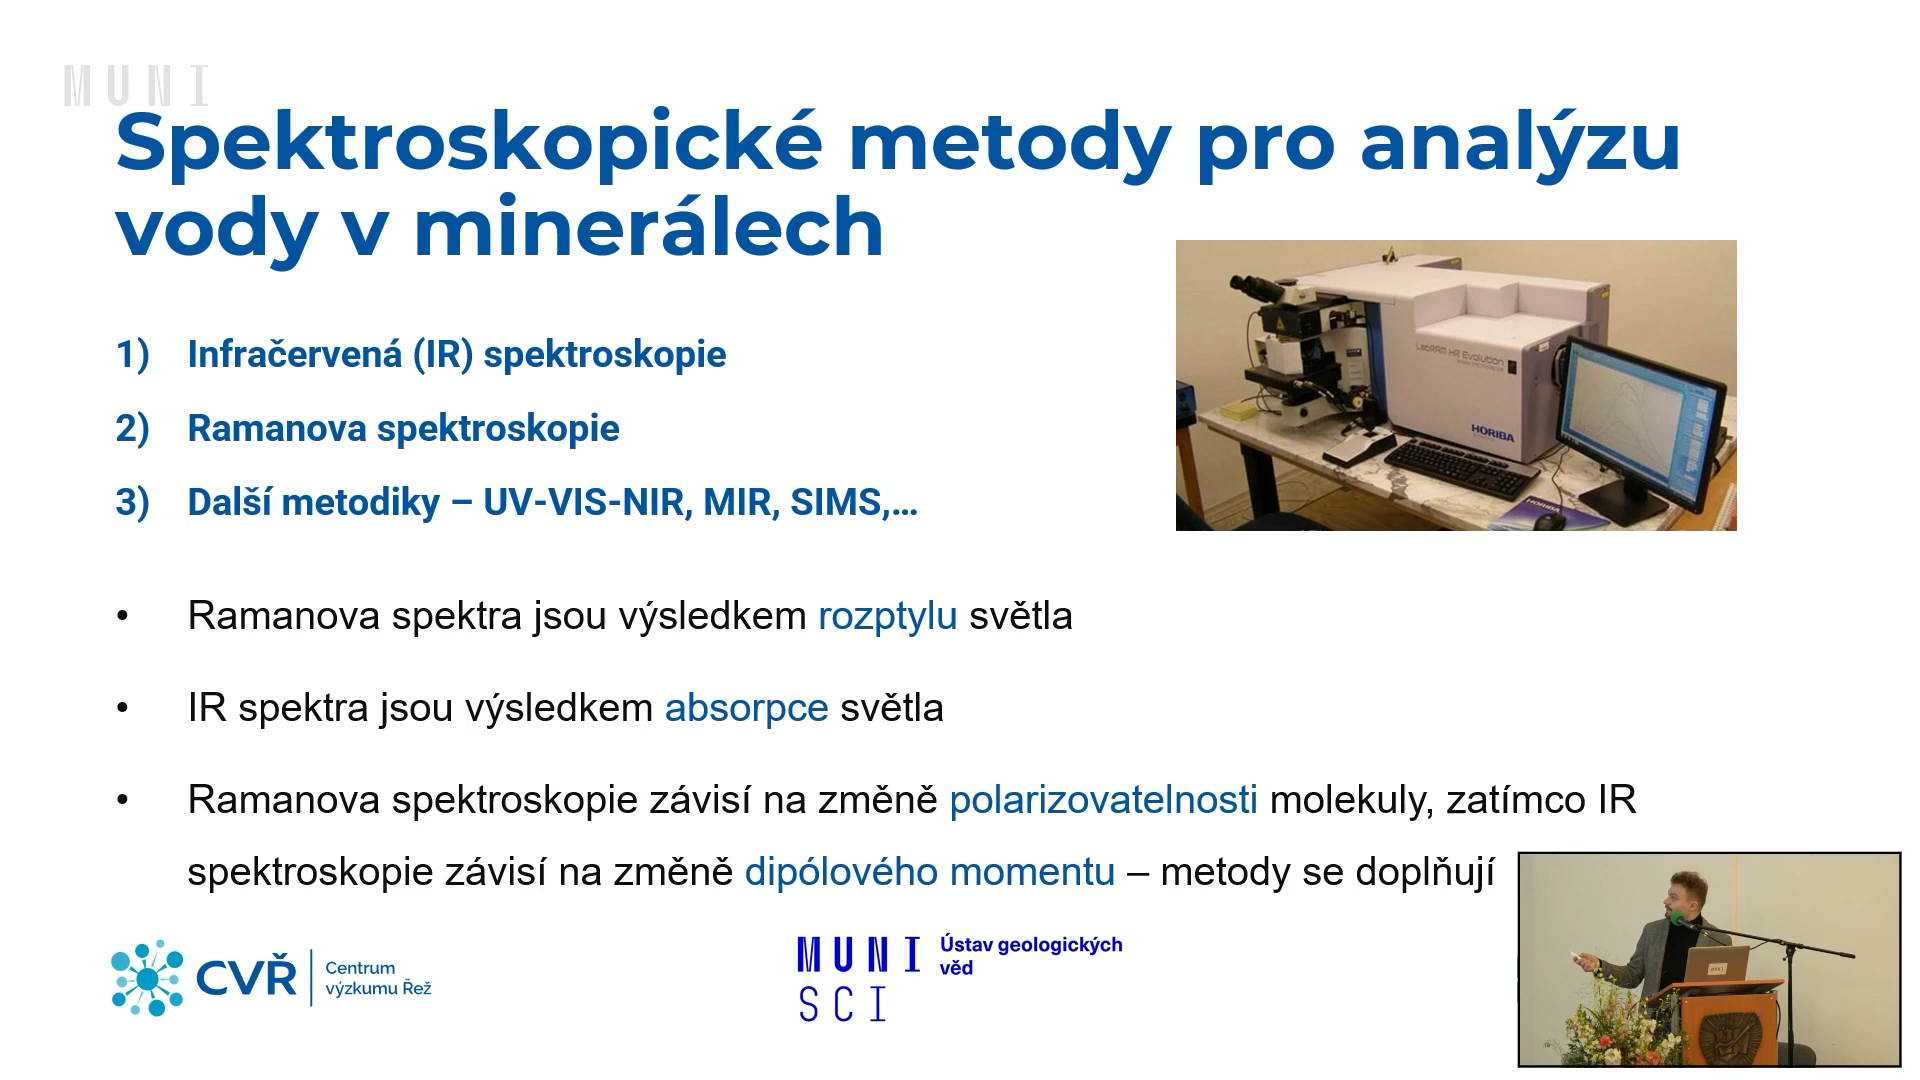 MUNI
Spektroskopické metody pro analýzu
vody v minerálech
1) Infračervená (IR) spektroskopie
2) Ramanova spektroskopie
3) Další metodiky – UV-VIS-NIR, MIR, SIMS,…
LabRAM HR Evolution
HORIBA
HORIBA
• Ramanova spektra jsou výsledkem rozptylu světla
• IR spektra jsou výsledkem absorpce světla
• Ramanova spektroskopie závisí na změně polarizovatelnosti molekuly, zatímco IR
spektroskopie závisí na změně dipólového momentu – metody se doplňují
CVŘ
Centrum
výzkumu Řež
MUNI
SCI
Ústav geologických
věd